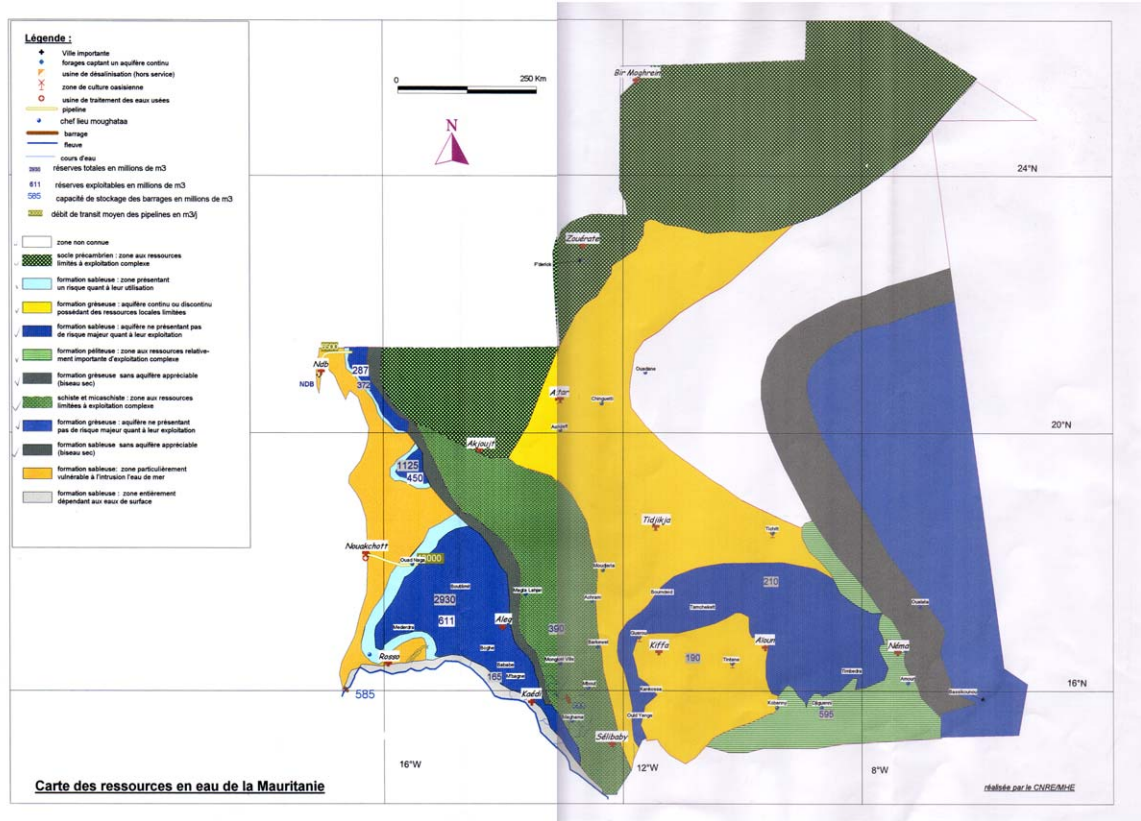 Légende :
Ville importante
forages captant un aquifère continu
usine de désalinisation (hors service)
zone de culture oasisienne
usine de traitement des eaux usées
pipeline
chef lieu moughataa
barrage
fleuve
cours d'eau
réserves totales en millions de m3
611 réserves exploitables en millions de m3
585 capacité de stockage des barrages en millions de m3
débit de transit moyen des pipelines en m3/j
zone non connue
socle précambrien : zone aux ressources
limités à exploitation complexe
formation sableuse : zone présentant
un risque quant à leur utilisation
formation gréseuse : aquifère continu ou discontinu
possédant des ressources locales limitées
formation sableuse : aquifère ne présentant pas
de risque majeur quant à leur exploitation
formation péliteuse : zone aux ressources relative-
ment importante d'exploitation complexe
formation gréseuse sans aquifère appréciable
(biseau sec)
schiste et micaschiste : zone aux ressources
limitées à exploitation complexe
formation gréseuse : aquifère ne présentant
pas de risque majeur quant à leur exploitation
formation sableuse sans aquifère appréciable
(biseau sec)
formation sableuse: zone particulièrement
vulnérable à l'intrusion l'eau de mer
formation sableuse : zone entièrement
dépendant aux eaux de surface
0 250 Km
N
Bir Moghrein
24°N
Zouérate
Ndb
NDB
287
372
Ouadane
Atar
Chinguetti
Aoujeft
20°N
Akjoujt
1125
450
Tidjikja
Tichitt
Nouakchott
Ouad Naga
Moudjeria
Boutilimit
2930
611
Magta Lahjar
210
Boumdeid
Tamchekett
Oualata
Mederdra
Aleg
390
Barkewol
Guerou
Kiffa
190
Aioun
Néma
Rosso
Tintane
Timbedra
Amourj
165
Kaédi
Kankossa
Kobenni
Djiguenni
595
16°N
585
Maghama
Ould Yenge
Sélibaby
16°W
12°W
8°W
Carte des ressources en eau de la Mauritanie
réalisée par le CNRE/MHE